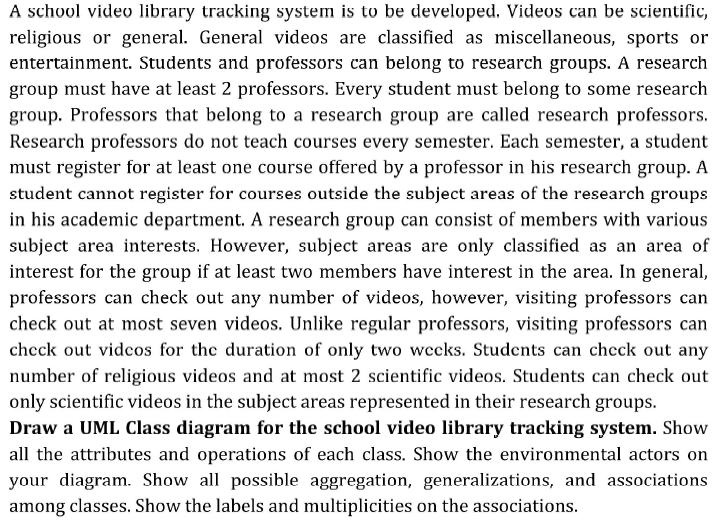 A school video library tracking system is to be developed. Videos can be scientific,
religious or general. General videos are classified as miscellaneous, sports or
entertainment. Students and professors can belong to research groups. A research
group must have at least 2 professors. Every student must belong to some research
group. Professors that belong to a research group are called research professors.
Research professors do not teach courses every semester. Each semester, a student
must register for at least one course offered by a professor in his research group. A
student cannot register for courses outside the subject areas of the research groups
in his academic department. A research group can consist of members with various
subject area interests. However, subject areas are only classified as an area of
interest for the group if at least two members have interest in the area. In general,
professors can check out any number of videos, however, visiting professors can
check out at most seven videos. Unlike regular professors, visiting professors can
check out videos for the duration of only two weeks. Students can check out any
number of religious videos and at most 2 scientific videos. Students can check out
only scientific videos in the subject areas represented in their research groups.
Draw a UML Class diagram for the school video library tracking system. Show
all the attributes and operations of each class. Show the environmental actors on
your diagram. Show all possible aggregation, generalizations, and associations
among classes. Show the labels and multiplicities on the associations.